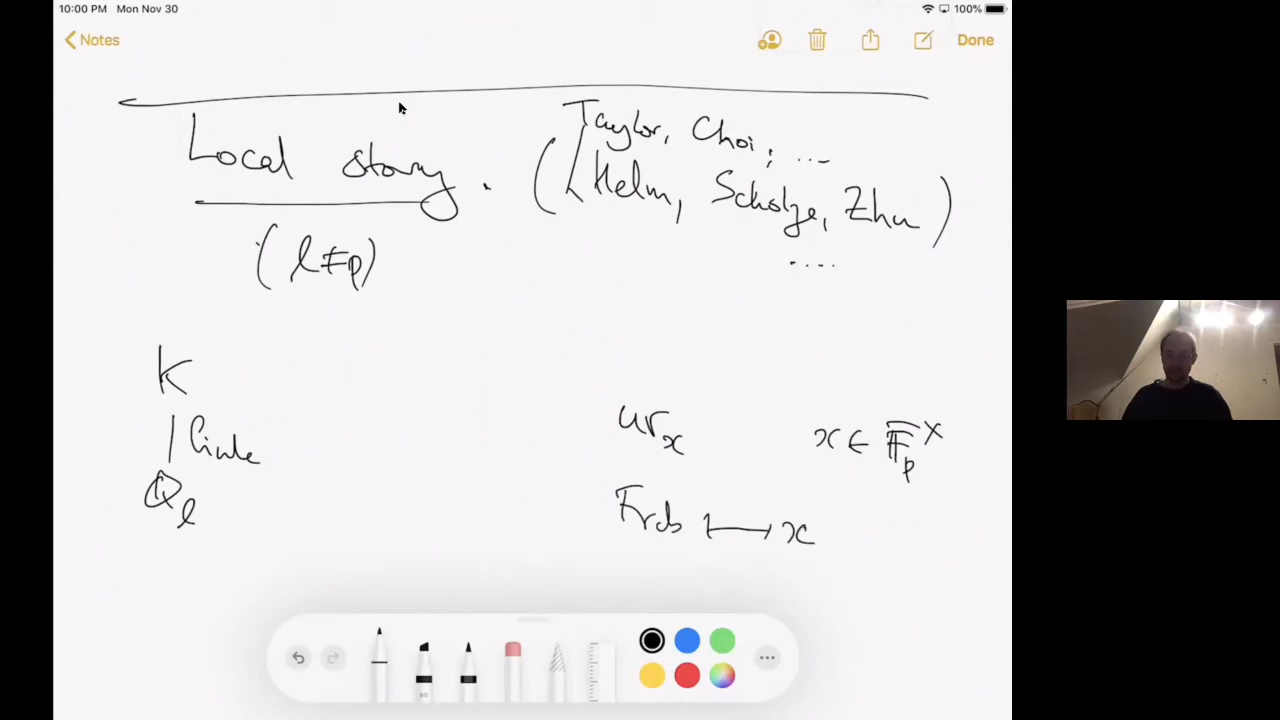 10:00 PM Mon Nov 30
100%
Notes
Done
Local story. (Taylor, Choi, ...
Helm, Scholze, Zhu)
....
(l≠p)
K
| finite
Q_l
ur_x x ∈ F̅_p^×
Frob ⟼ x